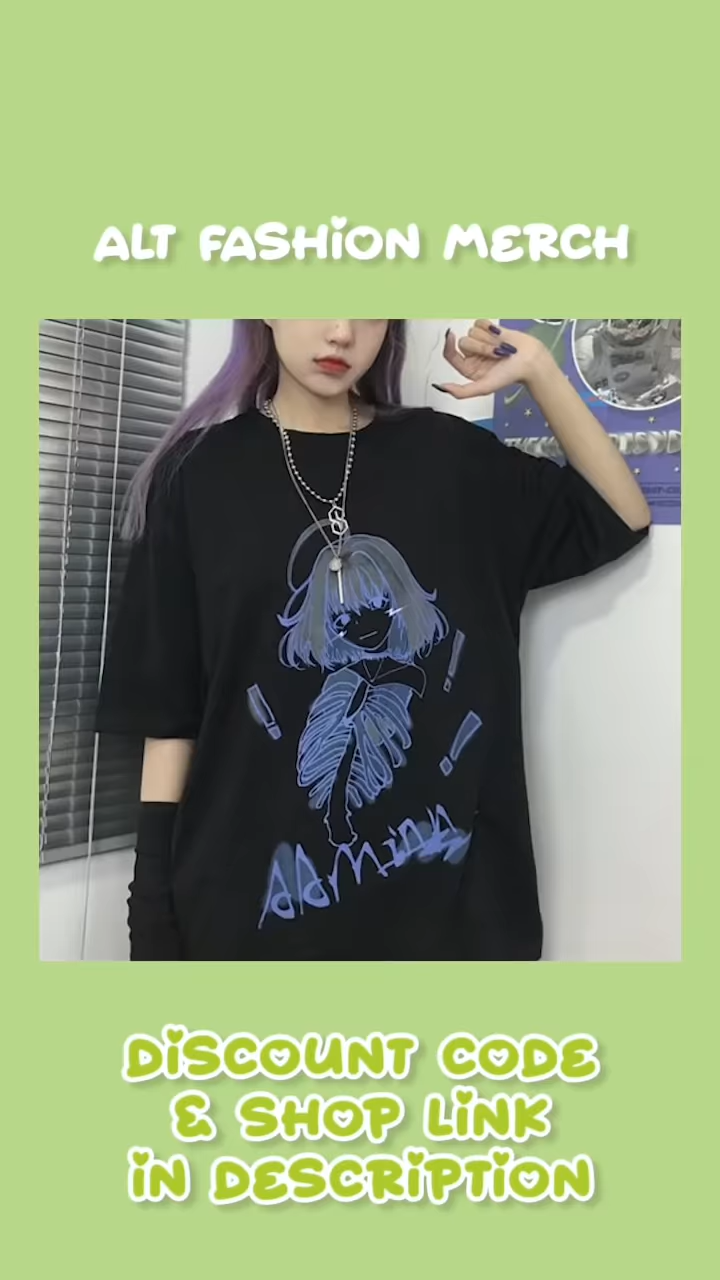 ALT FASHION MERCH
DISCOUNT CODE
& SHOP LINK
IN DESCRIPTION